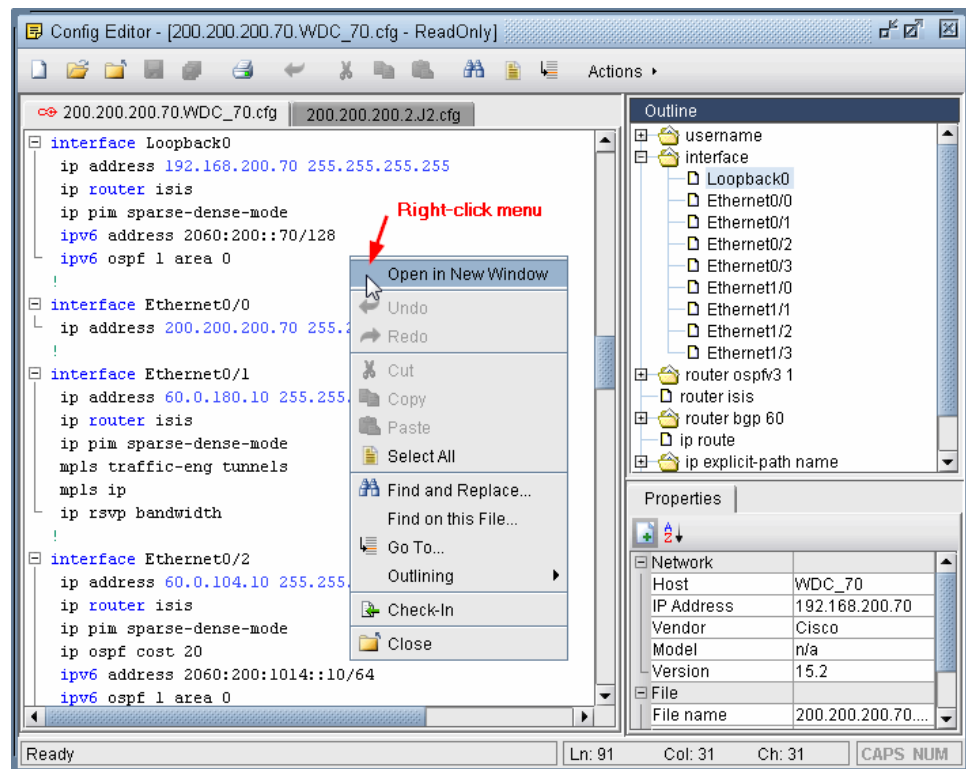 Config Editor - [200.200.200.70.WDC_70.cfg - ReadOnly]
Actions
200.200.200.70.WDC_70.cfg
200.200.200.2.J2.cfg
interface Loopback0
ip address 192.168.200.70 255.255.255.255
ip router isis
ip pim sparse-dense-mode
ipv6 address 2060:200::70/128
ipv6 ospf 1 area 0
!
interface Ethernet0/0
ip address 200.200.200.70 255.2
!
interface Ethernet0/1
ip address 60.0.180.10 255.255.
ip router isis
ip pim sparse-dense-mode
mpls traffic-eng tunnels
mpls ip
ip rsvp bandwidth
!
interface Ethernet0/2
ip address 60.0.104.10 255.255.
ip router isis
ip pim sparse-dense-mode
ip ospf cost 20
ipv6 address 2060:200:1014::10/64
ipv6 ospf 1 area 0
Right-click menu
Open in New Window
Undo
Redo
Cut
Copy
Paste
Select All
Find and Replace...
Find on this File...
Go To...
Outlining
Check-In
Close
Outline
username
interface
Loopback0
Ethernet0/0
Ethernet0/1
Ethernet0/2
Ethernet0/3
Ethernet1/0
Ethernet1/1
Ethernet1/2
Ethernet1/3
router ospfv3 1
router isis
router bgp 60
ip route
ip explicit-path name
Properties
Network
Host WDC_70
IP Address 192.168.200.70
Vendor Cisco
Model n/a
Version 15.2
File
File name 200.200.200.70....
Ready Ln: 91 Col: 31 Ch: 31 CAPS NUM